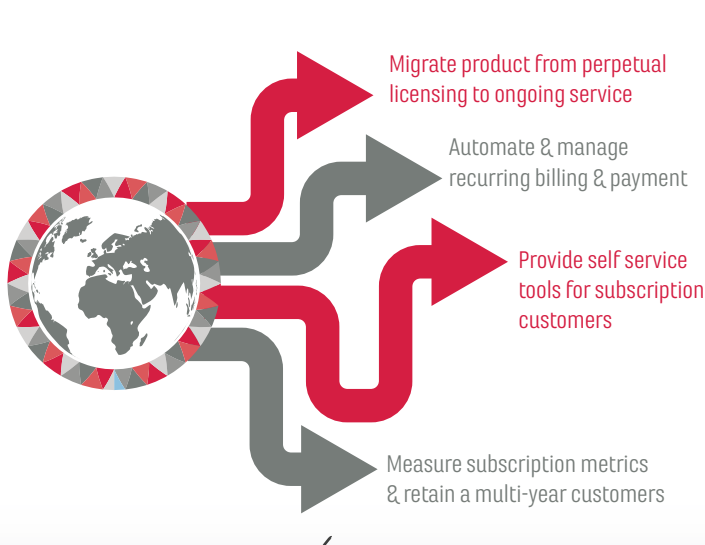 Migrate product from perpetual
licensing to ongoing service
Automate & manage
recurring billing & payment
Provide self service
tools for subscription
customers
Measure subscription metrics
& retain a multi-year customers